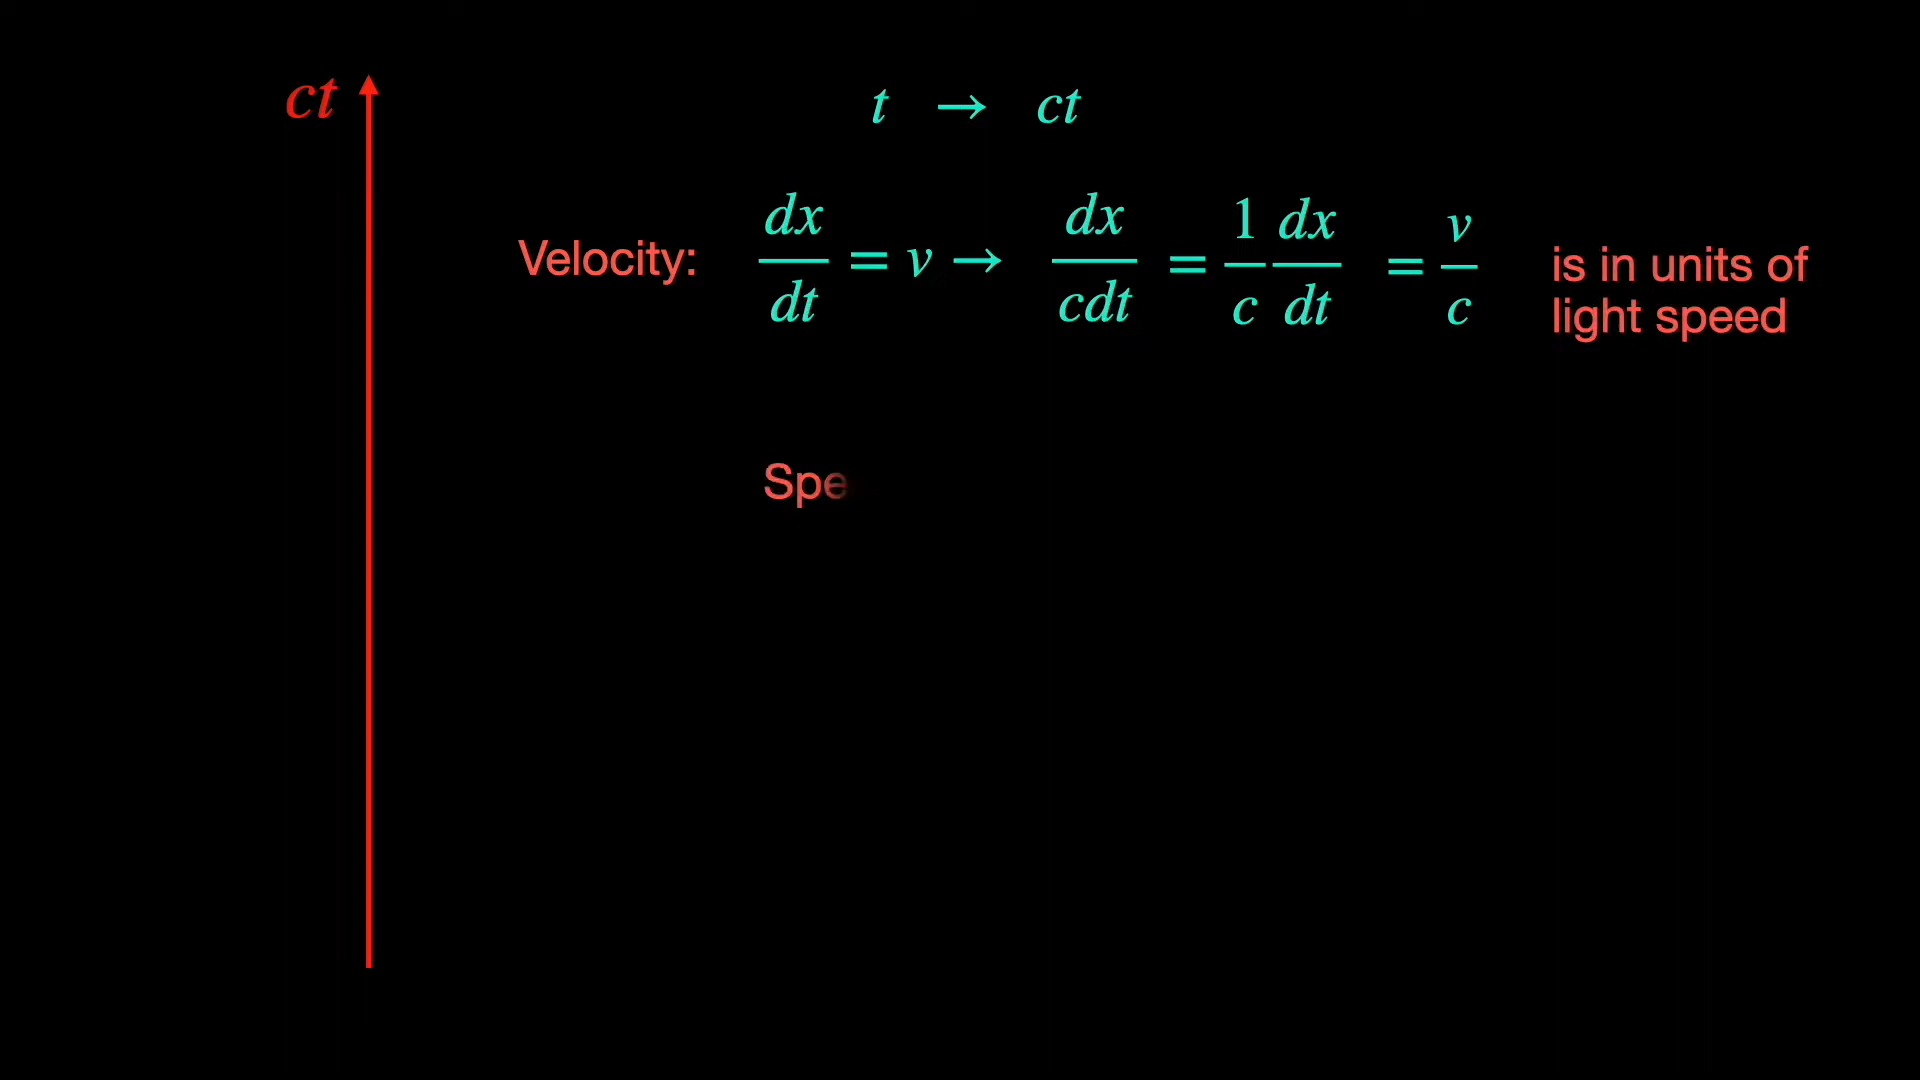 ct
t → ct
Velocity: dx/dt = v → dx/cdt = 1/c dx/dt = v/c is in units of
light speed
Spe